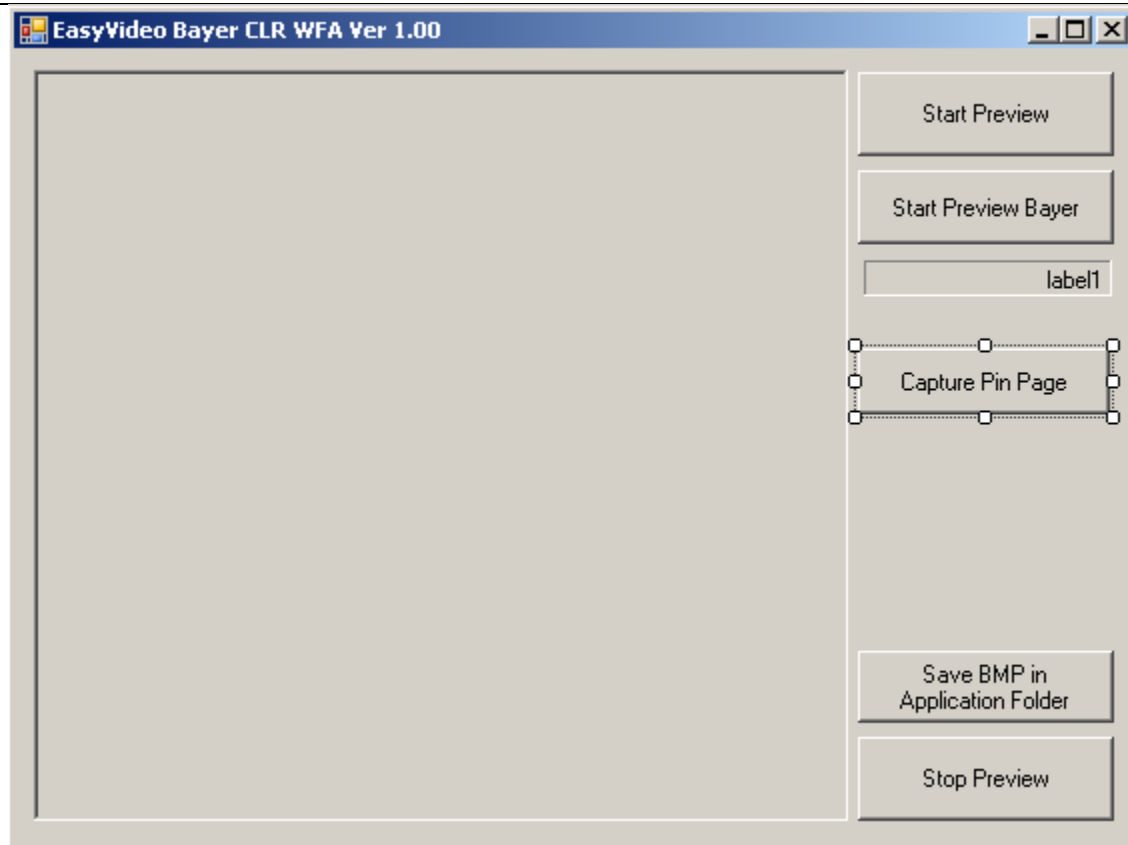 EasyVideo Bayer CLR WFA Ver 1.00
Start Preview
Start Preview Bayer
label1
Capture Pin Page
Save BMP in
Application Folder
Stop Preview